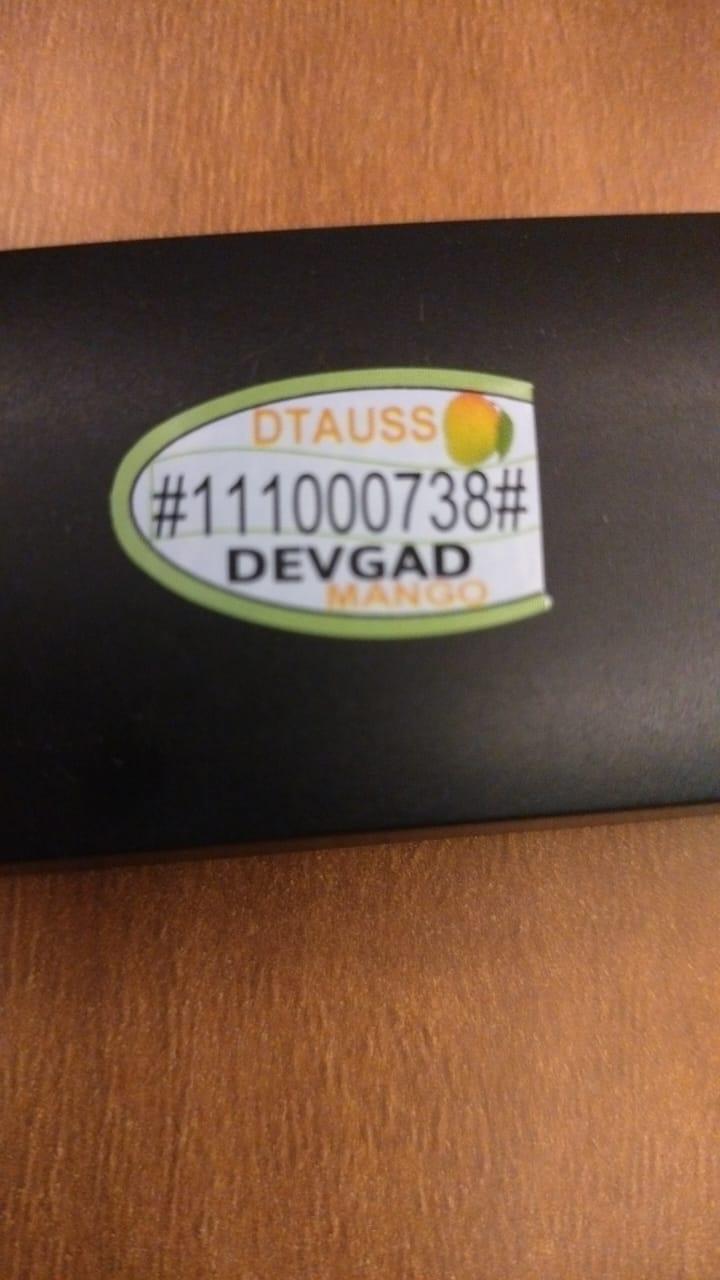 DTAUSS
#111000738#
DEVGAD
MANGO